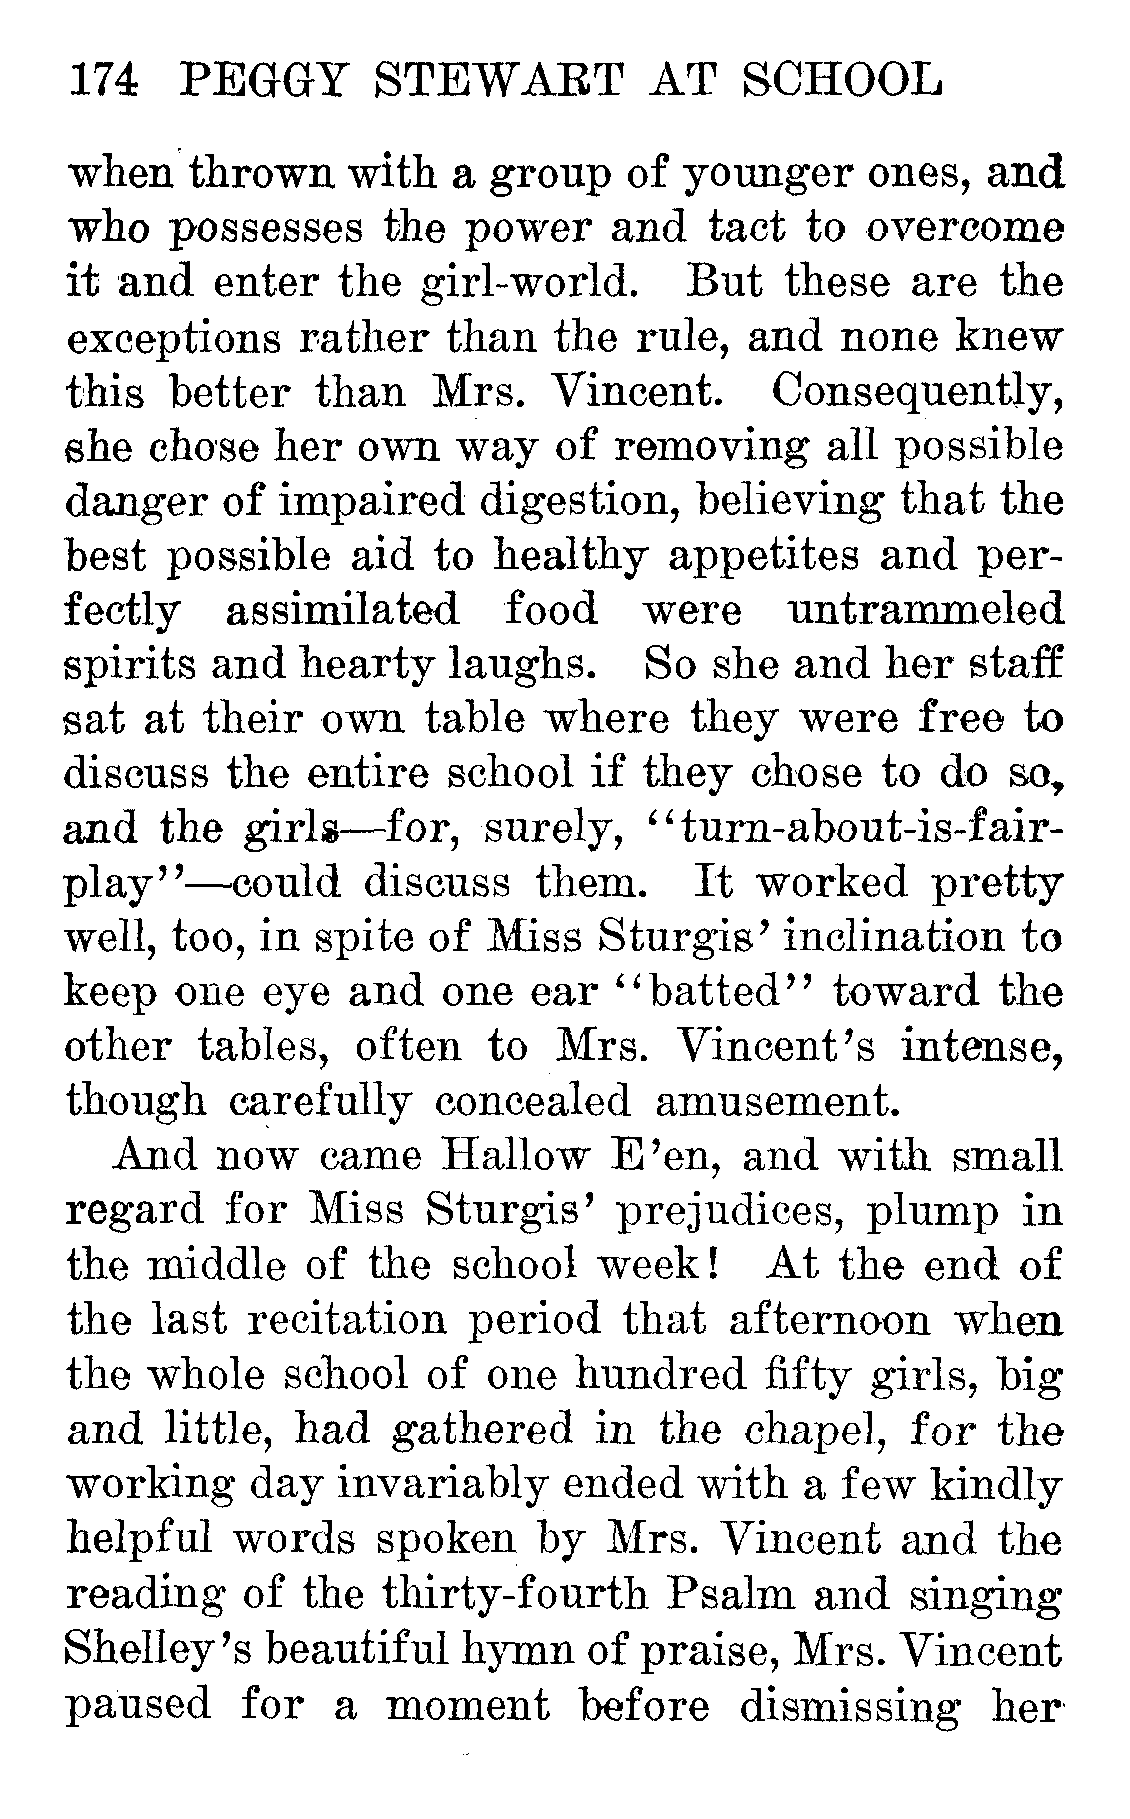 174 PEGGY STEWART AT SCHOOL
when thrown with a group of younger ones, and
who possesses the power and tact to overcome
it and enter the girl-world. But these are the
exceptions rather than the rule, and none knew
this better than Mrs. Vincent. Consequently,
she chose her own way of removing all possible
danger of impaired digestion, believing that the
best possible aid to healthy appetites and per-
fectly assimilated food were untrammeled
spirits and hearty laughs. So she and her staff
sat at their own table where they were free to
discuss the entire school if they chose to do so,
and the girls—for, surely, “turn-about-is-fair-
play”—could discuss them. It worked pretty
well, too, in spite of Miss Sturgis’ inclination to
keep one eye and one ear “batted” toward the
other tables, often to Mrs. Vincent’s intense,
though carefully concealed amusement.
And now came Hallow E’en, and with small
regard for Miss Sturgis’ prejudices, plump in
the middle of the school week! At the end of
the last recitation period that afternoon when
the whole school of one hundred fifty girls, big
and little, had gathered in the chapel, for the
working day invariably ended with a few kindly
helpful words spoken by Mrs. Vincent and the
reading of the thirty-fourth Psalm and singing
Shelley’s beautiful hymn of praise, Mrs. Vincent
paused for a moment before dismissing her